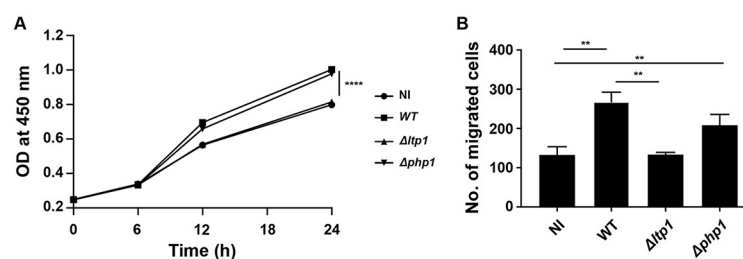 A
OD at 450 nm
1.2
1.0
0.8
0.6
0.4
0.2
0 6 12 18 24
Time (h)
****
NI
WT
Δltp1
Δphp1
B
No. of migrated cells
400
300
200
100
0
**
**
**
NI WT Δltp1 Δphp1